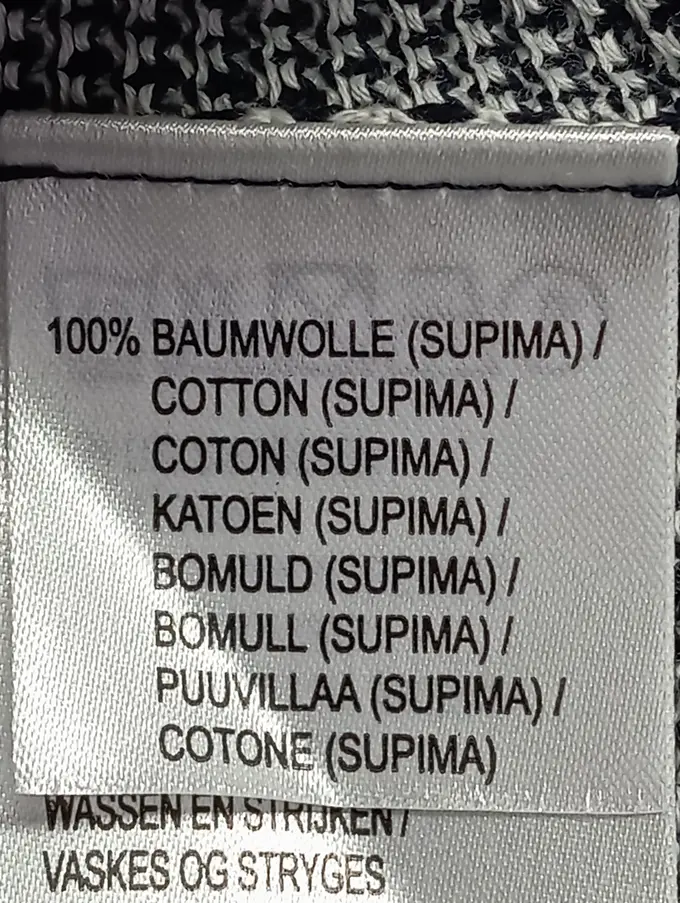 100% BAUMWOLLE (SUPIMA) /
COTTON (SUPIMA) /
COTON (SUPIMA) /
KATOEN (SUPIMA) /
BOMULD (SUPIMA) /
BOMULL (SUPIMA) /
PUUVILLAA (SUPIMA) /
COTONE (SUPIMA)
WASSEN EN STRIJKEN /
VASKES OG STRYGES